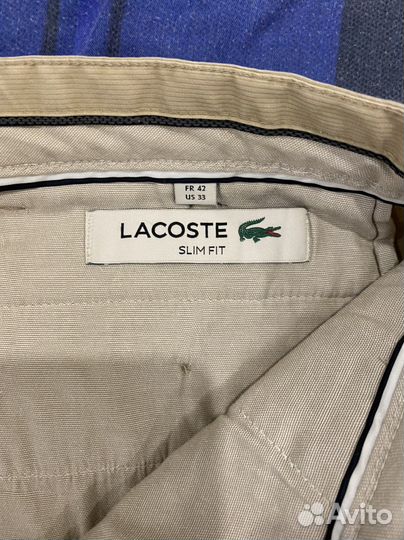 FR 42
US 33
LACOSTE
SLIM FIT
Avito